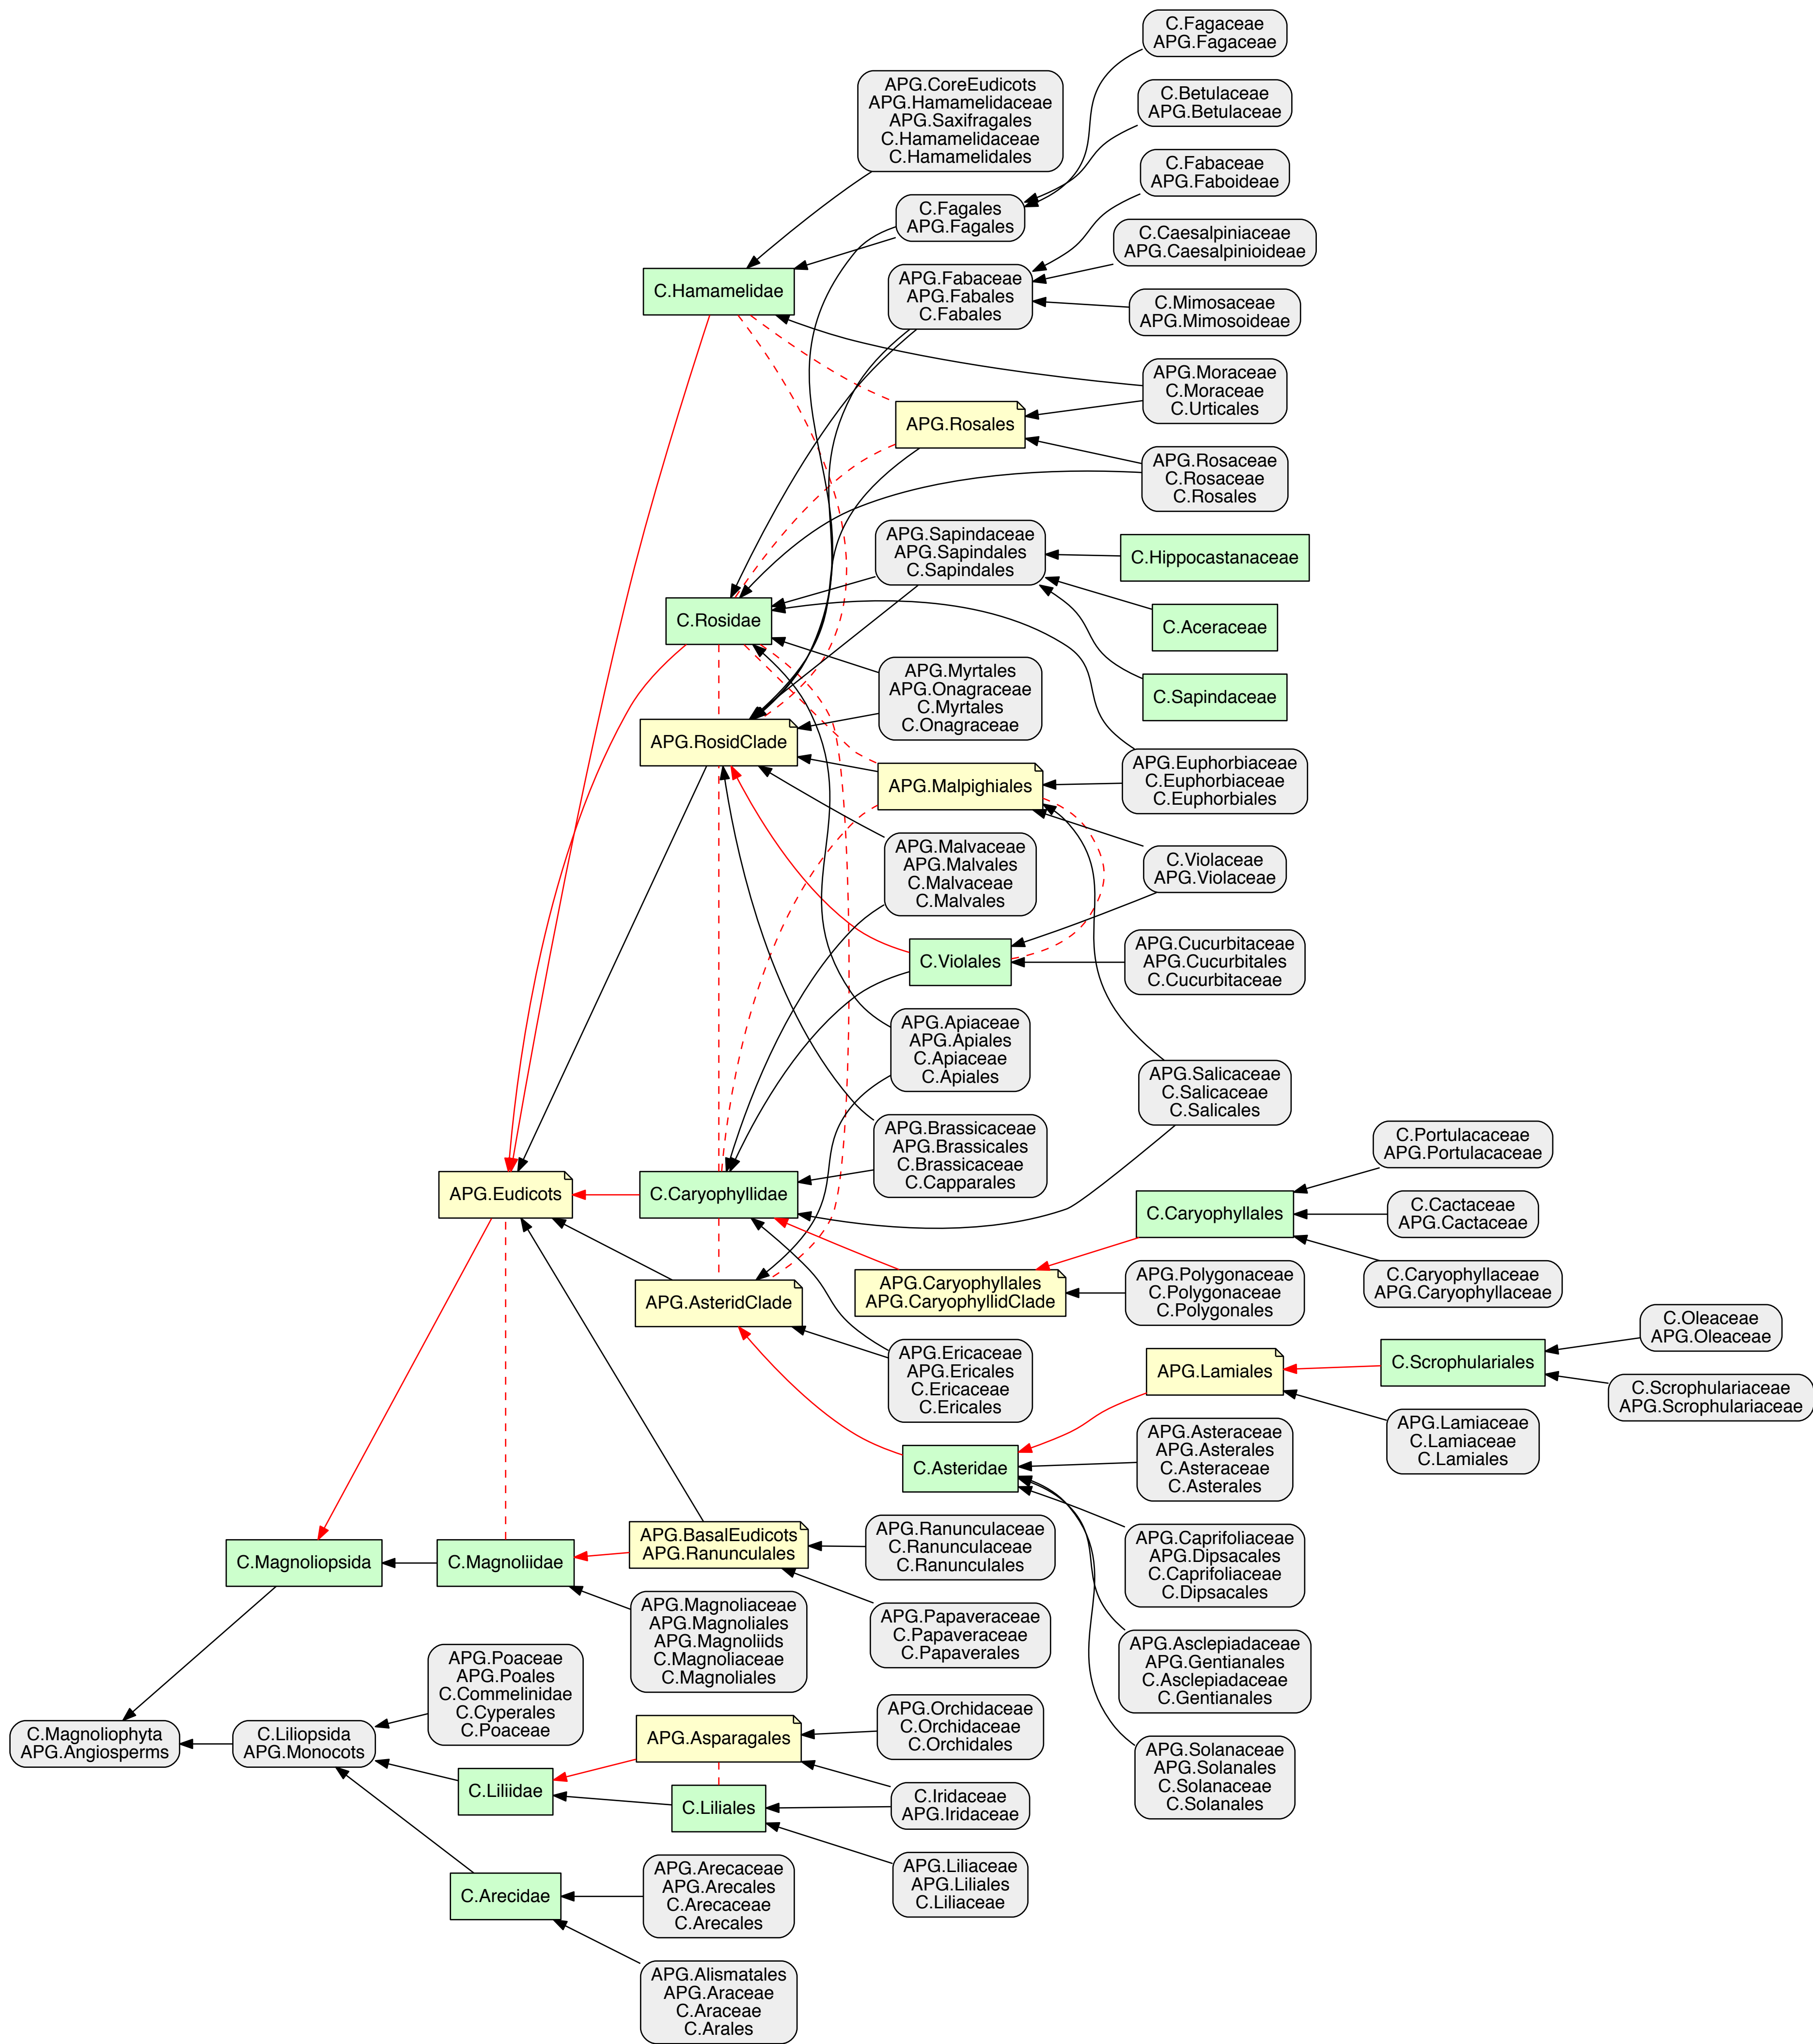 C.Fagaceae
APG.Fagaceae
APG.CoreEudicots
APG.Hamamelidaceae
APG.Saxifragales
C.Hamamelidaceae
C.Hamamelidales
C.Betulaceae
APG.Betulaceae
C.Fabaceae
APG.Faboideae
C.Fagales
APG.Fagales
C.Caesalpiniaceae
APG.Caesalpinioideae
C.Hamamelidae
APG.Fabaceae
APG.Fabales
C.Fabales
C.Mimosaceae
APG.Mimosoideae
APG.Moraceae
C.Moraceae
C.Urticales
APG.Rosales
APG.Rosaceae
C.Rosaceae
C.Rosales
APG.Sapindaceae
APG.Sapindales
C.Sapindales
C.Hippocastanaceae
C.Rosidae
C.Aceraceae
APG.Myrtales
APG.Onagraceae
C.Myrtales
C.Onagraceae
C.Sapindaceae
APG.RosidClade
APG.Malpighiales
APG.Euphorbiaceae
C.Euphorbiaceae
C.Euphorbiales
APG.Malvaceae
APG.Malvales
C.Malvaceae
C.Malvales
C.Violaceae
APG.Violaceae
C.Violales
APG.Cucurbitaceae
APG.Cucurbitales
C.Cucurbitaceae
APG.Apiaceae
APG.Apiales
C.Apiaceae
C.Apiales
APG.Salicaceae
C.Salicaceae
C.Salicales
APG.Brassicaceae
APG.Brassicales
C.Brassicaceae
C.Capparales
C.Portulacaceae
APG.Portulacaceae
APG.Eudicots
C.Caryophyllidae
C.Caryophyllales
C.Cactaceae
APG.Cactaceae
APG.AsteridClade
APG.Caryophyllales
APG.CaryophyllidClade
APG.Polygonaceae
C.Polygonaceae
C.Polygonales
C.Caryophyllaceae
APG.Caryophyllaceae
C.Oleaceae
APG.Oleaceae
APG.Ericaceae
APG.Ericales
C.Ericaceae
C.Ericales
APG.Lamiales
C.Scrophulariales
C.Scrophulariaceae
APG.Scrophulariaceae
APG.Lamiaceae
C.Lamiaceae
C.Lamiales
C.Asteridae
APG.Asteraceae
APG.Asterales
C.Asteraceae
C.Asterales
C.Magnoliopsida
C.Magnoliidae
APG.BasalEudicots
APG.Ranunculales
APG.Ranunculaceae
C.Ranunculaceae
C.Ranunculales
APG.Caprifoliaceae
APG.Dipsacales
C.Caprifoliaceae
C.Dipsacales
APG.Magnoliaceae
APG.Magnoliales
APG.Magnoliids
C.Magnoliaceae
C.Magnoliales
APG.Papaveraceae
C.Papaveraceae
C.Papaverales
APG.Asclepiadaceae
APG.Gentianales
C.Asclepiadaceae
C.Gentianales
APG.Poaceae
APG.Poales
C.Commelinidae
C.Cyperales
C.Poaceae
C.Magnoliophyta
APG.Angiosperms
C.Liliopsida
APG.Monocots
APG.Asparagales
APG.Orchidaceae
C.Orchidaceae
C.Orchidales
APG.Solanaceae
APG.Solanales
C.Solanaceae
C.Solanales
C.Liliidae
C.Liliales
C.Iridaceae
APG.Iridaceae
C.Arecidae
APG.Arecaceae
APG.Arecales
C.Arecaceae
C.Arecales
APG.Liliaceae
APG.Liliales
C.Liliaceae
APG.Alismatales
APG.Araceae
C.Araceae
C.Arales